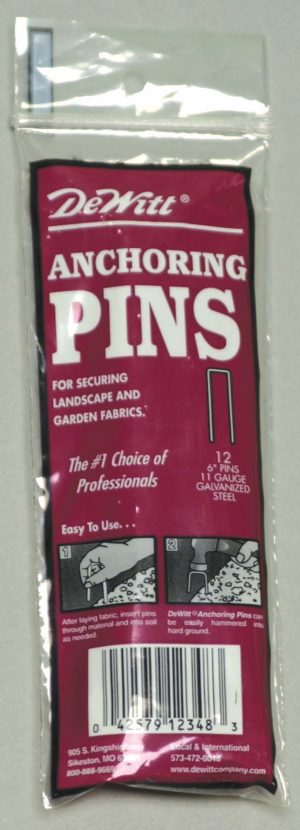 DeWitt®
ANCHORING
PINS
FOR SECURING
LANDSCAPE AND
GARDEN FABRICS.
The #1 Choice of
Professionals
12
6" PINS
11 GAUGE
GALVANIZED
STEEL
Easy To Use. . .
1
2
After laying fabric, insert pins
through material and into soil
as needed.
DeWitt® Anchoring Pins can
be easily hammered into
hard ground.
0 42579 12348 3
905 S. Kingshighway
Sikeston, MO
800-888-9669
Local & International
573-472-0048
www.dewittcompany.com